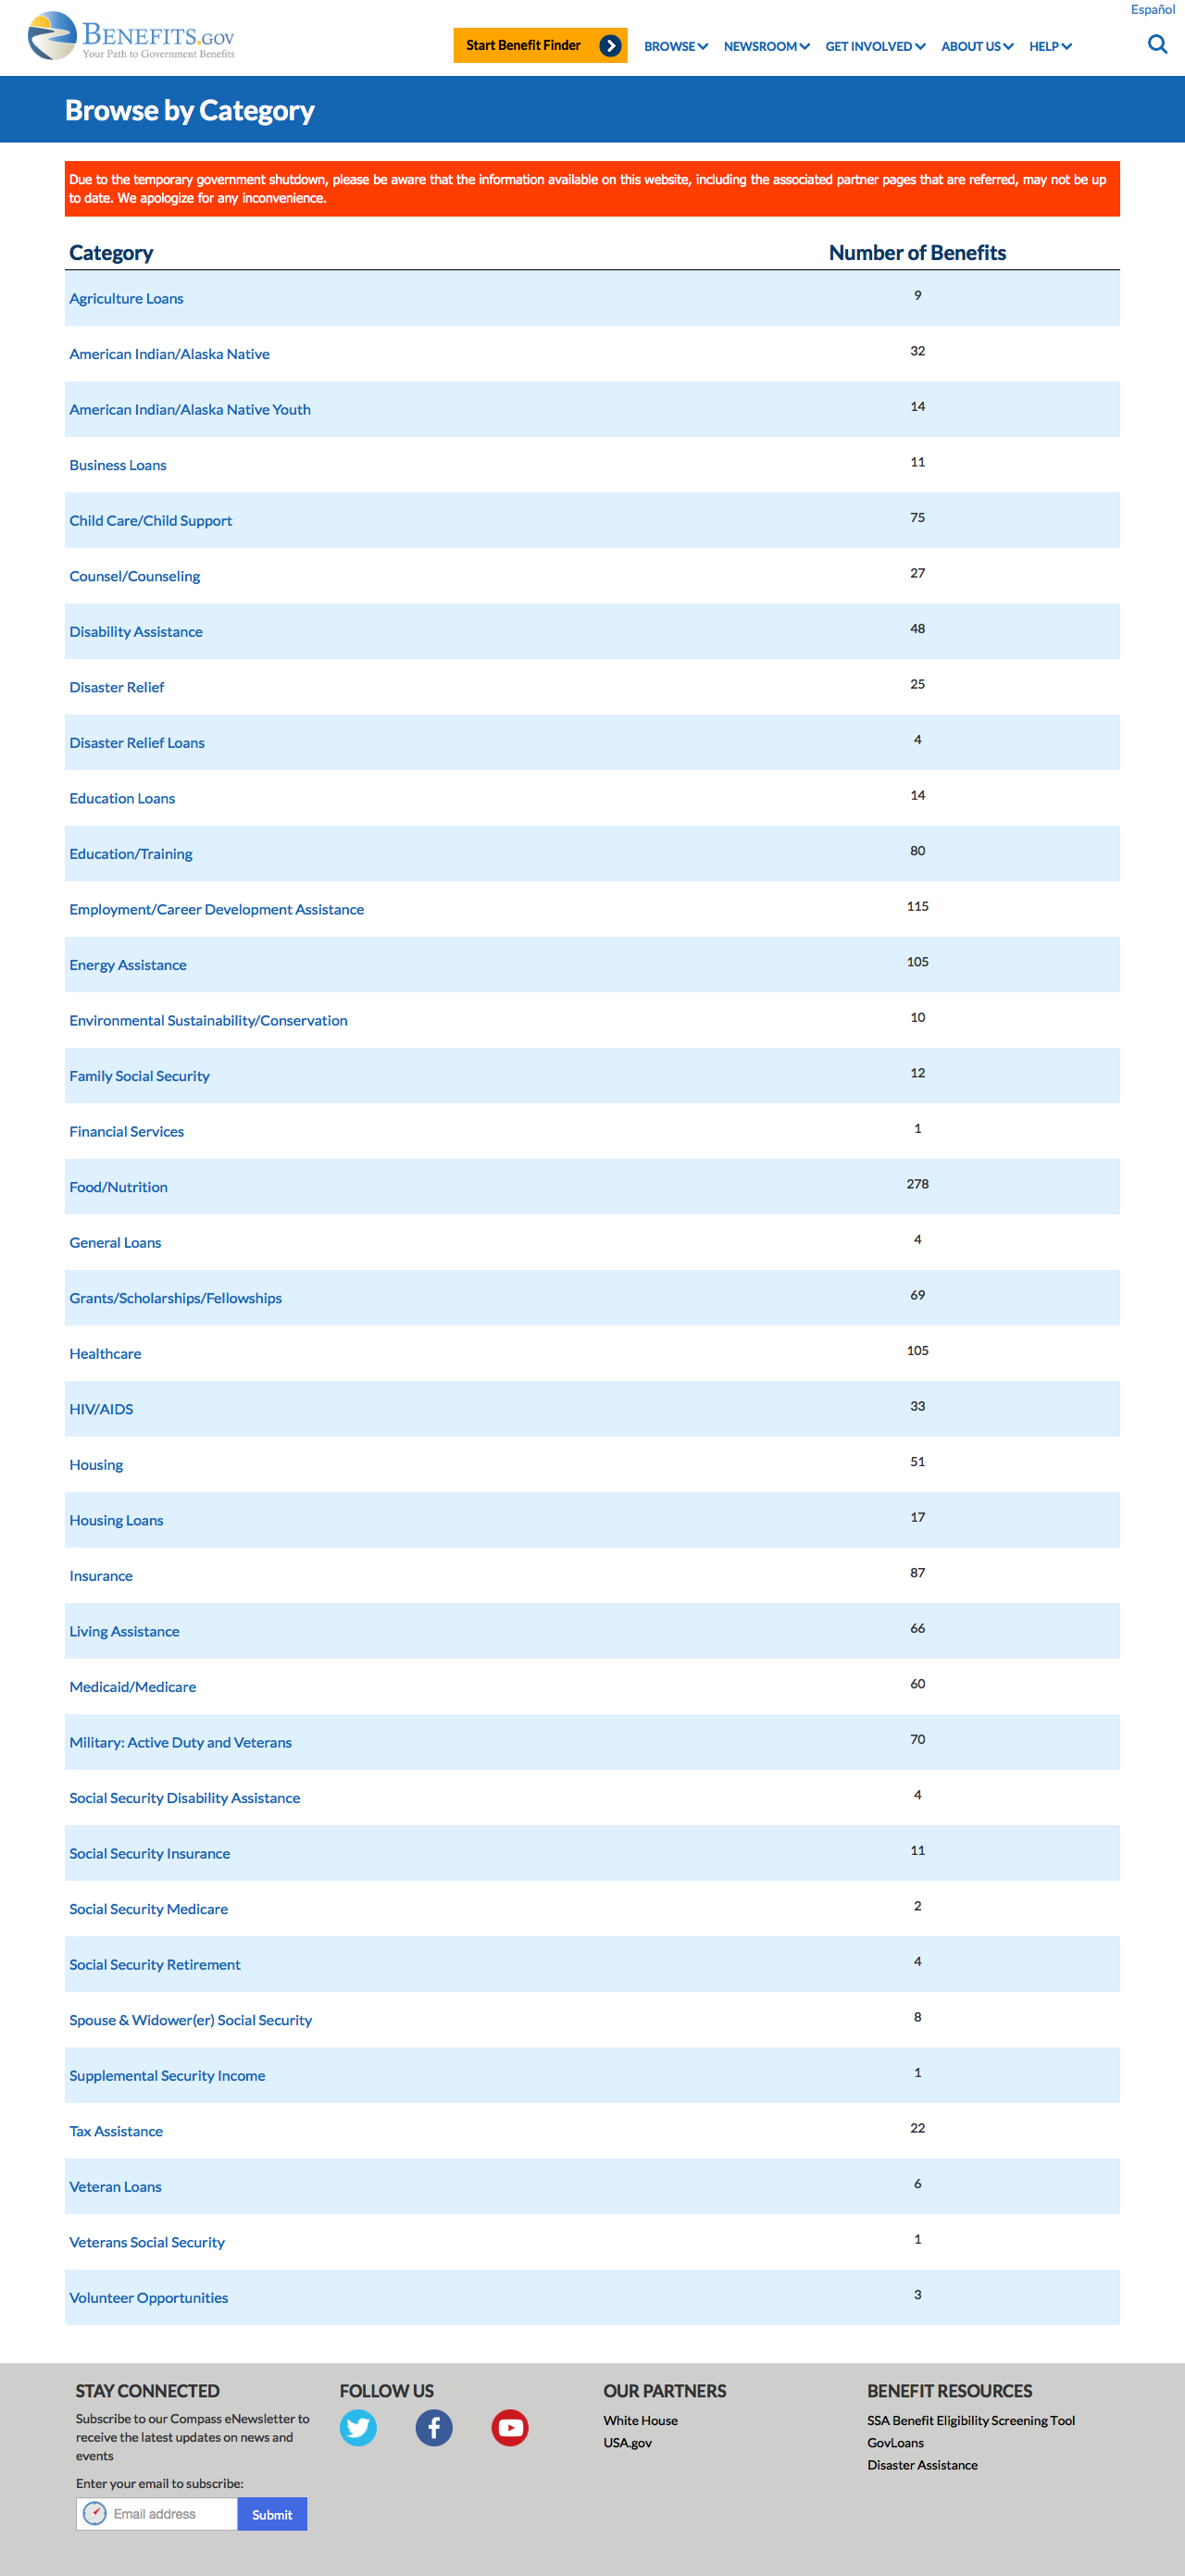 Español
BENEFITS.GOV
Your Path to Government Benefits
Start Benefit Finder
BROWSE NEWSROOM GET INVOLVED ABOUT US HELP
Browse by Category
Due to the temporary government shutdown, please be aware that the information available on this website, including the associated partner pages that are referred, may not be up
to date. We apologize for any inconvenience.
Category Number of Benefits
Agriculture Loans 9
American Indian/Alaska Native 32
American Indian/Alaska Native Youth 14
Business Loans 11
Child Care/Child Support 75
Counsel/Counseling 27
Disability Assistance 48
Disaster Relief 25
Disaster Relief Loans 4
Education Loans 14
Education/Training 80
Employment/Career Development Assistance 115
Energy Assistance 105
Environmental Sustainability/Conservation 10
Family Social Security 12
Financial Services 1
Food/Nutrition 278
General Loans 4
Grants/Scholarships/Fellowships 69
Healthcare 105
HIV/AIDS 33
Housing 51
Housing Loans 17
Insurance 87
Living Assistance 66
Medicaid/Medicare 60
Military: Active Duty and Veterans 70
Social Security Disability Assistance 4
Social Security Insurance 11
Social Security Medicare 2
Social Security Retirement 4
Spouse & Widower(er) Social Security 8
Supplemental Security Income 1
Tax Assistance 22
Veteran Loans 6
Veterans Social Security 1
Volunteer Opportunities 3
STAY CONNECTED
Subscribe to our Compass eNewsletter to
receive the latest updates on news and
events
Enter your email to subscribe:
Email address Submit
FOLLOW US
OUR PARTNERS
White House
USA.gov
BENEFIT RESOURCES
SSA Benefit Eligibility Screening Tool
GovLoans
Disaster Assistance